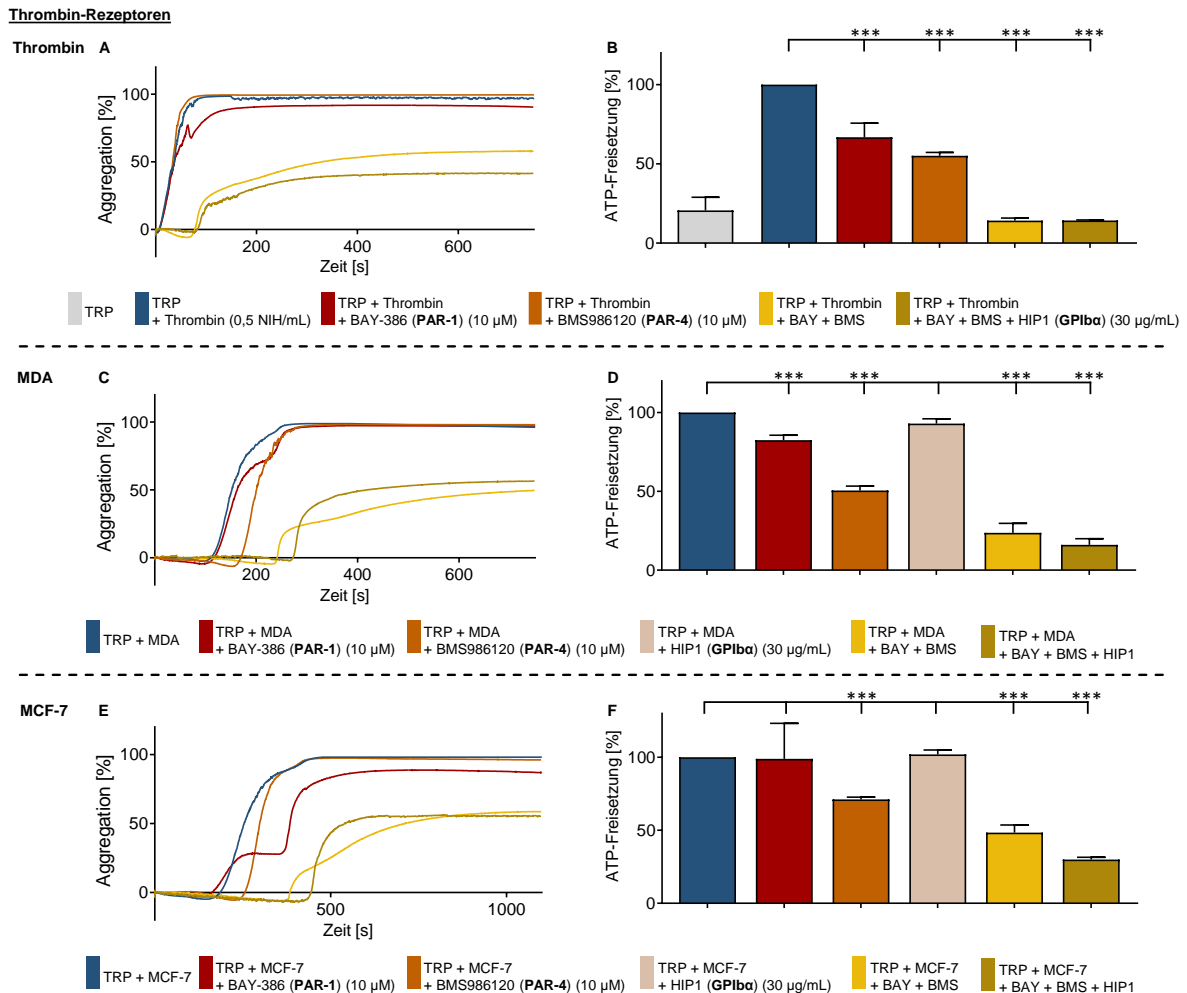 Thrombin-Rezeptoren
Thrombin A
Aggregation [%]
100
50
0
200
400
600
Zeit [s]
B
*** *** *** ***
ATP-Freisetzung [%]
100
50
0
TRP
TRP
+ Thrombin (0,5 NIH/mL)
TRP + Thrombin
+ BAY-386 (PAR-1) (10 µM)
TRP + Thrombin
+ BMS986120 (PAR-4) (10 µM)
TRP + Thrombin
+ BAY + BMS
TRP + Thrombin
+ BAY + BMS + HIP1 (GPIbα) (30 µg/mL)
MDA C
Aggregation [%]
100
50
0
200
400
600
Zeit [s]
D
*** *** *** ***
ATP-Freisetzung [%]
100
50
0
TRP + MDA
TRP + MDA
+ BAY-386 (PAR-1) (10 µM)
TRP + MDA
+ BMS986120 (PAR-4) (10 µM)
TRP + MDA
+ HIP1 (GPIbα) (30 µg/mL)
TRP + MDA
+ BAY + BMS
TRP + MDA
+ BAY + BMS + HIP1
MCF-7 E
Aggregation [%]
100
50
0
500
1000
Zeit [s]
F
*** *** ***
ATP-Freisetzung [%]
100
50
0
TRP + MCF-7
TRP + MCF-7
+ BAY-386 (PAR-1) (10 µM)
TRP + MCF-7
+ BMS986120 (PAR-4) (10 µM)
TRP + MCF-7
+ HIP1 (GPIbα) (30 µg/mL)
TRP + MCF-7
+ BAY + BMS
TRP + MCF-7
+ BAY + BMS + HIP1